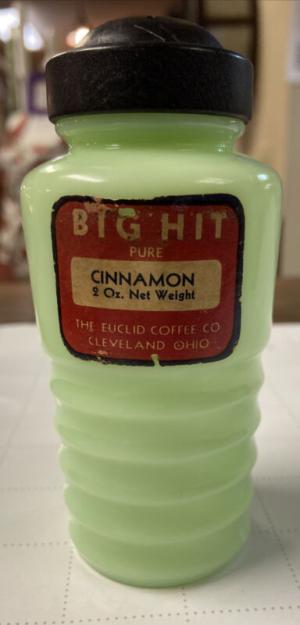 BIG HIT
PURE
CINNAMON
2 Oz. Net Weight
THE EUCLID COFFEE CO
CLEVELAND OHIO